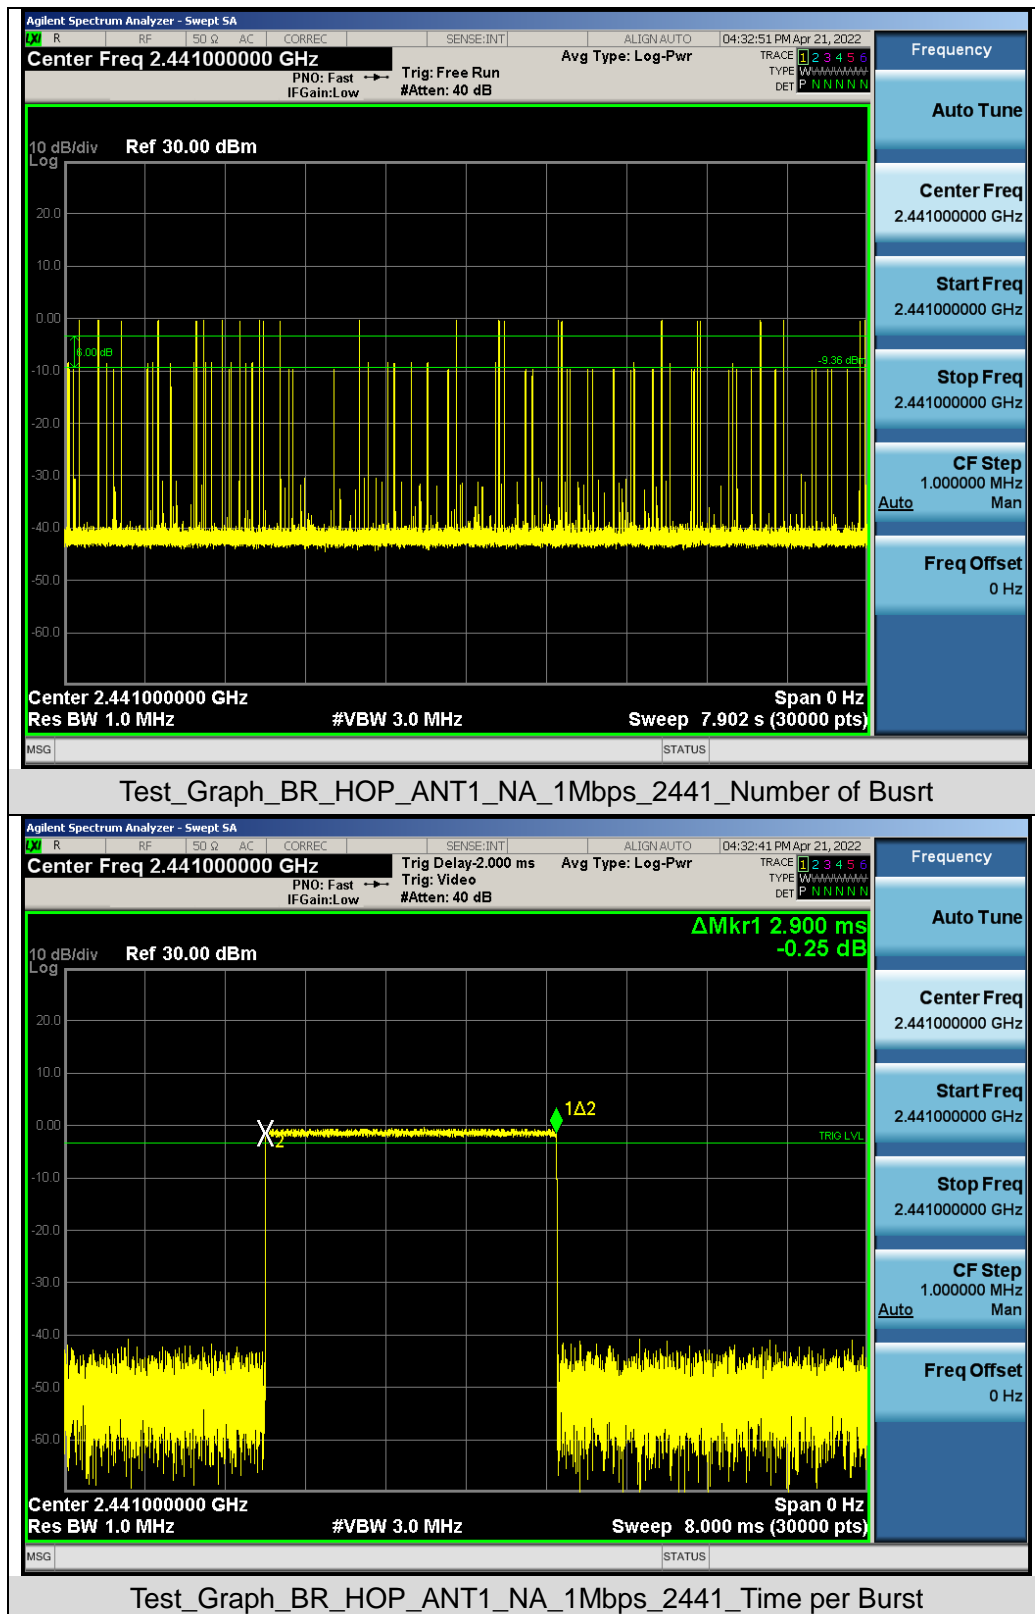 Agilent Spectrum Analyzer - Swept SA
LXI R RF 50 Ω AC CORREC SENSE:INT ALIGN AUTO 04:32:51 PM Apr 21, 2022
Center Freq 2.441000000 GHz
PNO: Fast
IFGain:Low
Trig: Free Run
#Atten: 40 dB
Avg Type: Log-Pwr
TRACE 1 2 3 4 5 6
TYPE W
DET P N N N N N
Frequency
Auto Tune
Center Freq
2.441000000 GHz
Start Freq
2.441000000 GHz
Stop Freq
2.441000000 GHz
CF Step
1.000000 MHz
Auto Man
Freq Offset
0 Hz
10 dB/div Ref 30.00 dBm
Log
20.0
10.0
0.00
6.00 dB
-9.36 dBm
-10.0
-20.0
-30.0
-40.0
-50.0
-60.0
Center 2.441000000 GHz Span 0 Hz
Res BW 1.0 MHz #VBW 3.0 MHz Sweep 7.902 s (30000 pts)
MSG STATUS
Test_Graph_BR_HOP_ANT1_NA_1Mbps_2441_Number of Busrt
Agilent Spectrum Analyzer - Swept SA
LXI R RF 50 Ω AC CORREC SENSE:INT ALIGN AUTO 04:32:41 PM Apr 21, 2022
Center Freq 2.441000000 GHz
PNO: Fast
IFGain:Low
Trig Delay-2.000 ms
Trig: Video
#Atten: 40 dB
Avg Type: Log-Pwr
TRACE 1 2 3 4 5 6
TYPE W
DET P N N N N N
Frequency
Auto Tune
Center Freq
2.441000000 GHz
Start Freq
2.441000000 GHz
Stop Freq
2.441000000 GHz
CF Step
1.000000 MHz
Auto Man
Freq Offset
0 Hz
ΔMkr1 2.900 ms
-0.25 dB
10 dB/div Ref 30.00 dBm
Log
20.0
10.0
0.00
1Δ2
2
TRIG LVL
-10.0
-20.0
-30.0
-40.0
-50.0
-60.0
Center 2.441000000 GHz Span 0 Hz
Res BW 1.0 MHz #VBW 3.0 MHz Sweep 8.000 ms (30000 pts)
MSG STATUS
Test_Graph_BR_HOP_ANT1_NA_1Mbps_2441_Time per Burst